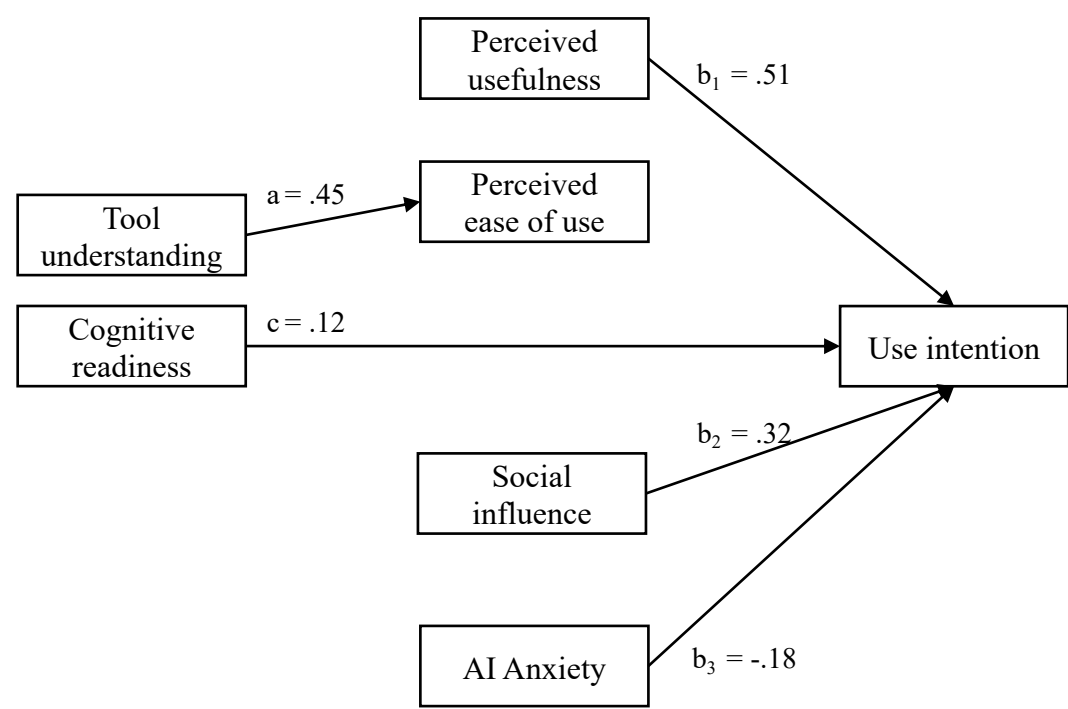 Perceived
usefulness
b₁ = .51
Perceived
ease of use
a = .45
Tool
understanding
Cognitive
readiness
c = .12
Use intention
b₂ = .32
Social
influence
AI Anxiety
b₃ = -.18